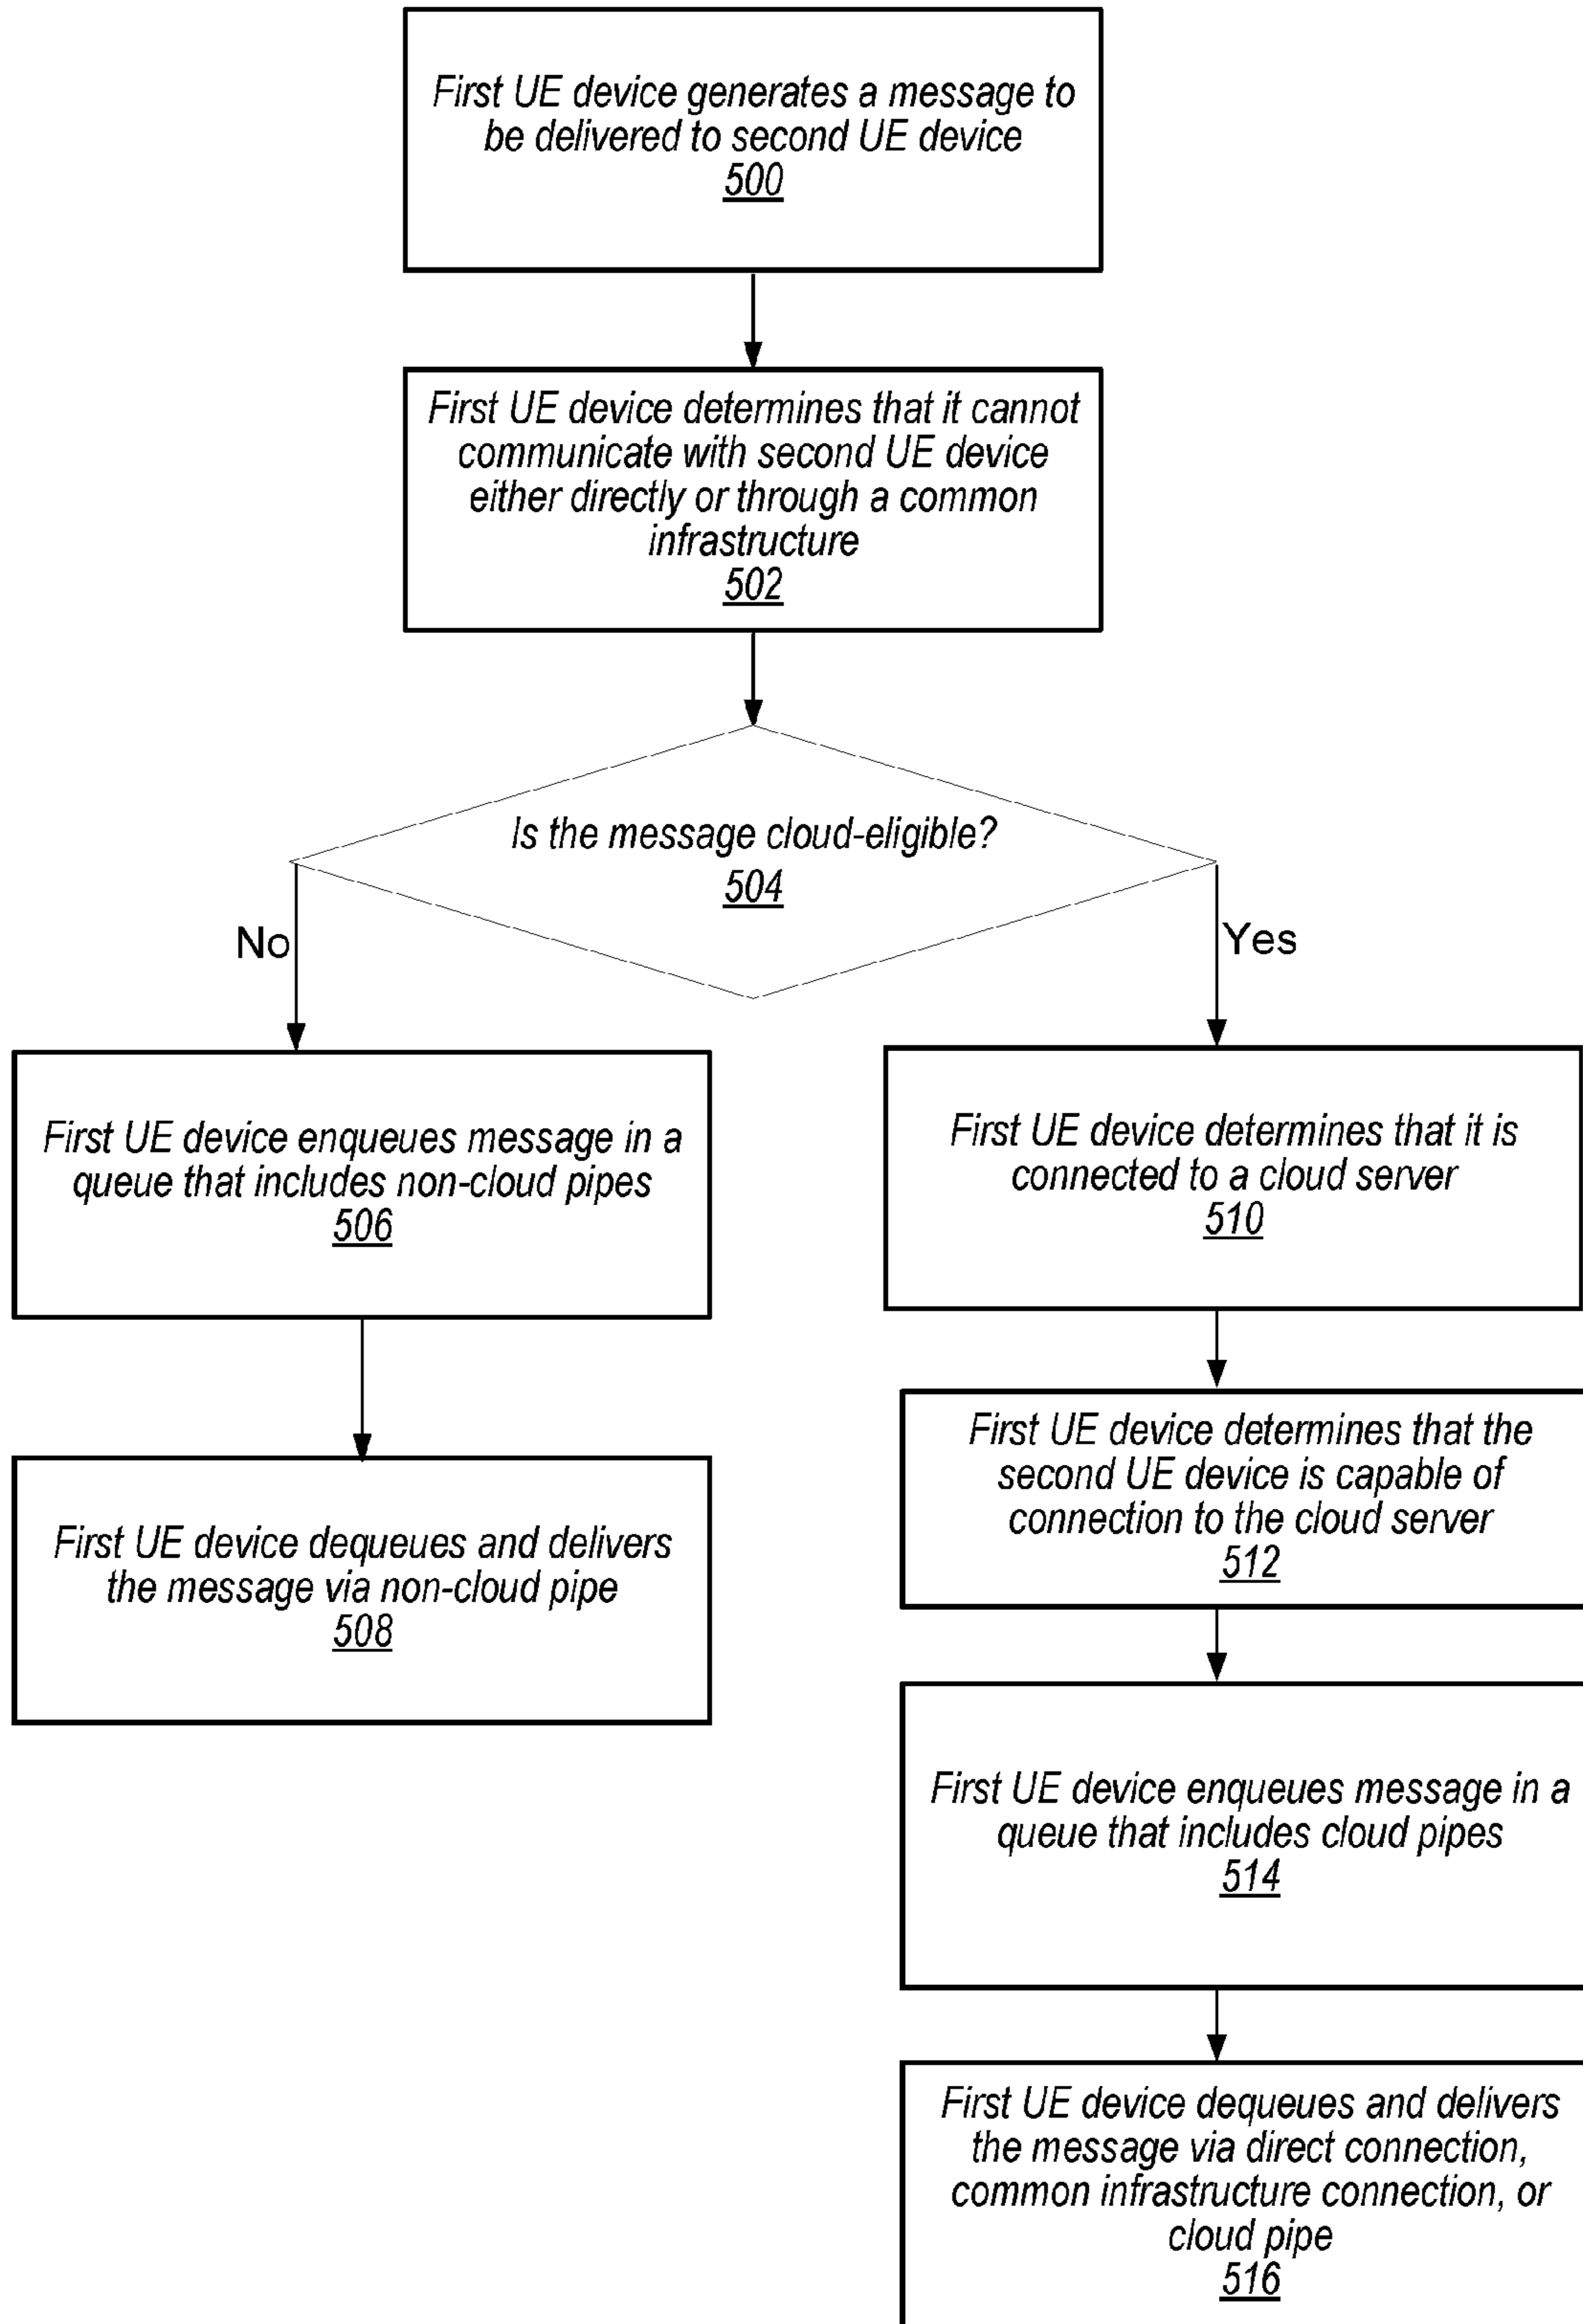 First UE device generates a message to
be delivered to second UE device
500
First UE device determines that it cannot
communicate with second UE device
either directly or through a common
infrastructure
502
Is the message cloud-eligible?
504
No
Yes
First UE device enqueues message in a
queue that includes non-cloud pipes
506
First UE device dequeues and delivers
the message via non-cloud pipe
508
First UE device determines that it is
connected to a cloud server
510
First UE device determines that the
second UE device is capable of
connection to the cloud server
512
First UE device enqueues message in a
queue that includes cloud pipes
514
First UE device dequeues and delivers
the message via direct connection,
common infrastructure connection, or
cloud pipe
516